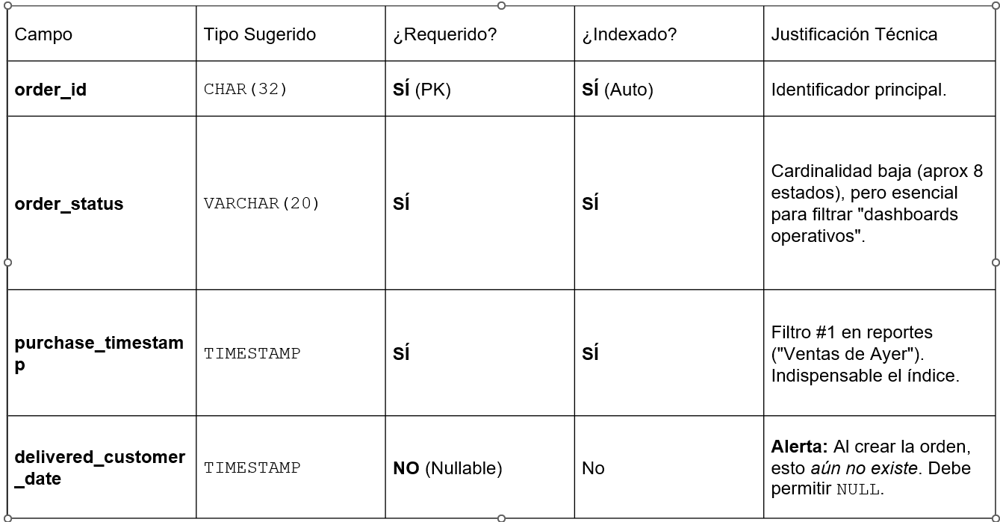 Campo
Tipo Sugerido
¿Requerido?
¿Indexado?
Justificación Técnica
order_id
CHAR(32)
SÍ (PK)
SÍ (Auto)
Identificador principal.
order_status
VARCHAR(20)
SÍ
SÍ
Cardinalidad baja (aprox 8
estados), pero esencial
para filtrar "dashboards
operativos".
purchase_timestam
p
TIMESTAMP
SÍ
SÍ
Filtro #1 en reportes
("Ventas de Ayer").
Indispensable el índice.
delivered_customer
_date
TIMESTAMP
NO (Nullable)
No
Alerta: Al crear la orden,
esto aún no existe. Debe
permitir NULL.